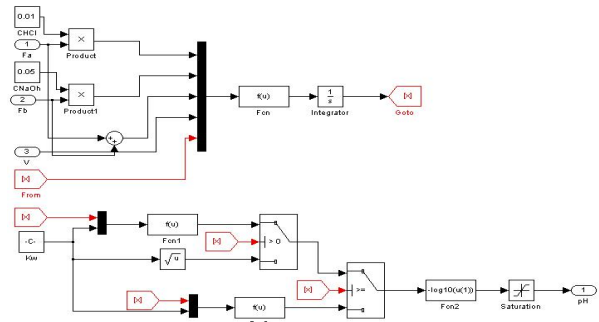 0.01
CHCl
1
Fa
×
Product
0.05
CNaOh
2
Fb
×
Product1
+
+
3
V
From
f(u)
Fcn
1
s
Integrator
Goto
-C-
Kw
f(u)
Fcn1
√u
> 0
f(u)
>=
-log10(u(1))
Fcn2
Saturation
1
pH